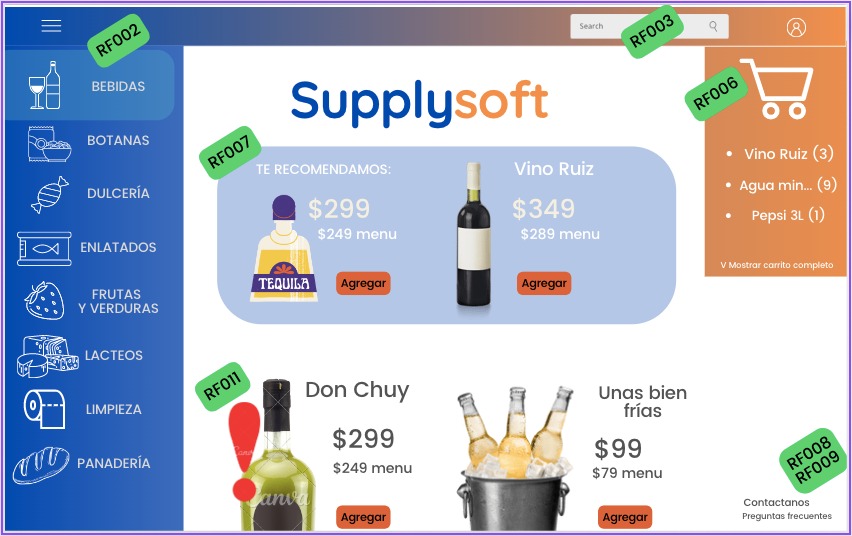 RF002
Search
RF003
BEBIDAS
BOTANAS
DULCERÍA
ENLATADOS
FRUTAS
Y VERDURAS
LACTEOS
LIMPIEZA
PANADERÍA
Supplysoft
RF006
• Vino Ruiz (3)
• Agua min... (9)
• Pepsi 3L (1)
V Mostrar carrito completo
RF007
TE RECOMENDAMOS:
$299
$249 menu
TEQUILA
Agregar
Vino Ruiz
$349
$289 menu
Agregar
RF011
Don Chuy
$299
$249 menu
Canva
Agregar
Unas bien
frías
$99
$79 menu
Agregar
RF008
RF009
Contactanos
Preguntas frecuentes